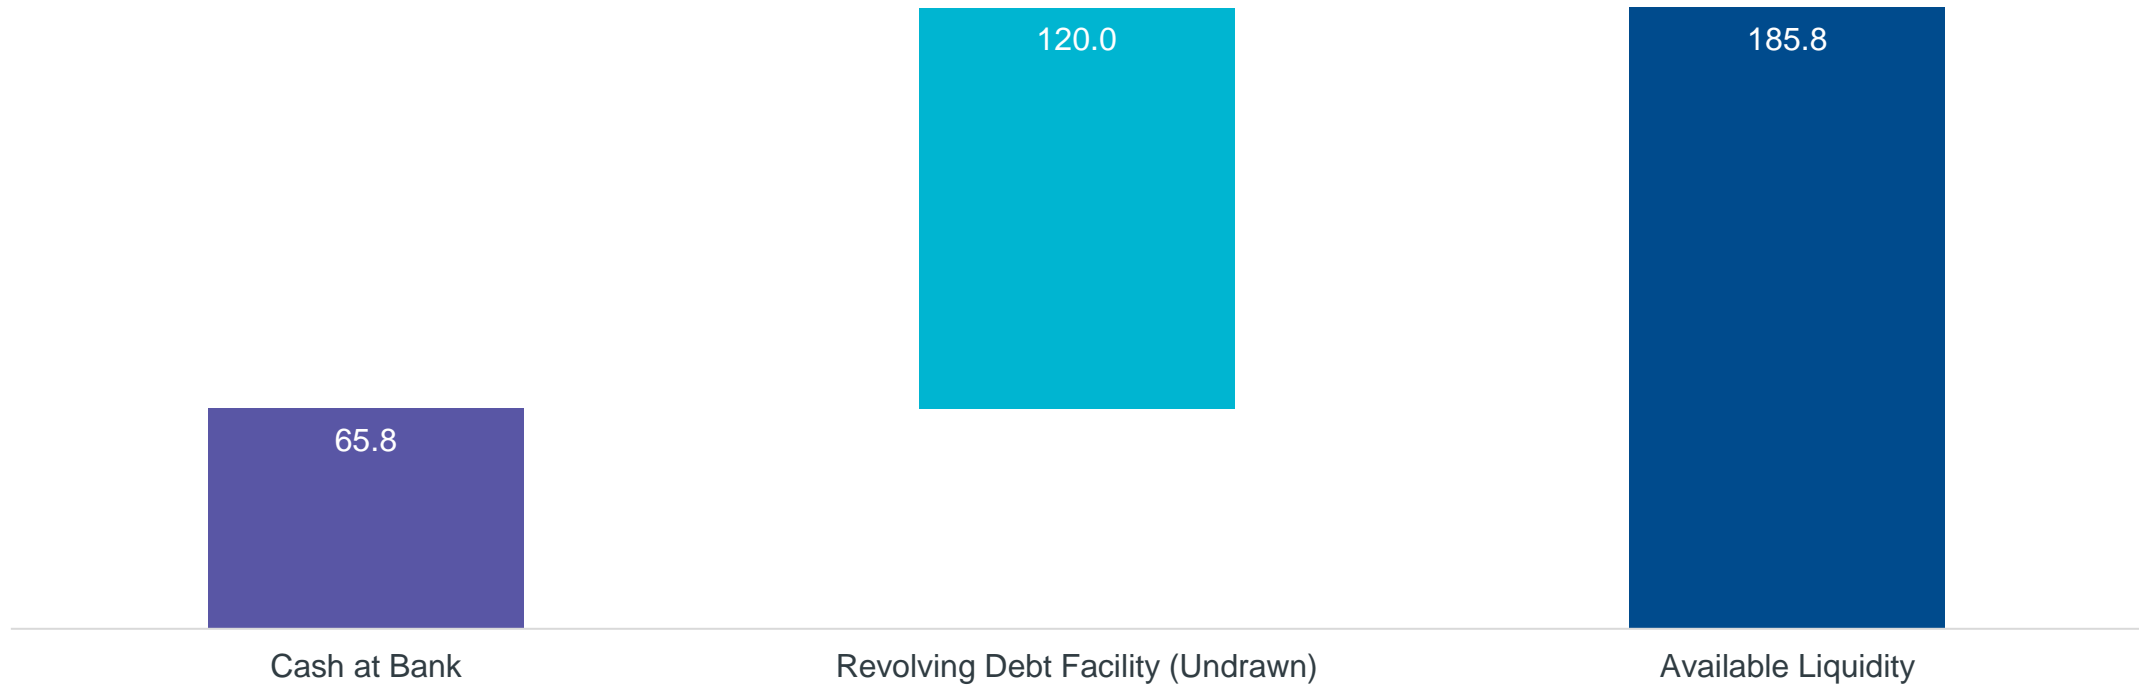 120.0
185.8
65.8
Cash at Bank
Revolving Debt Facility (Undrawn)
Available Liquidity